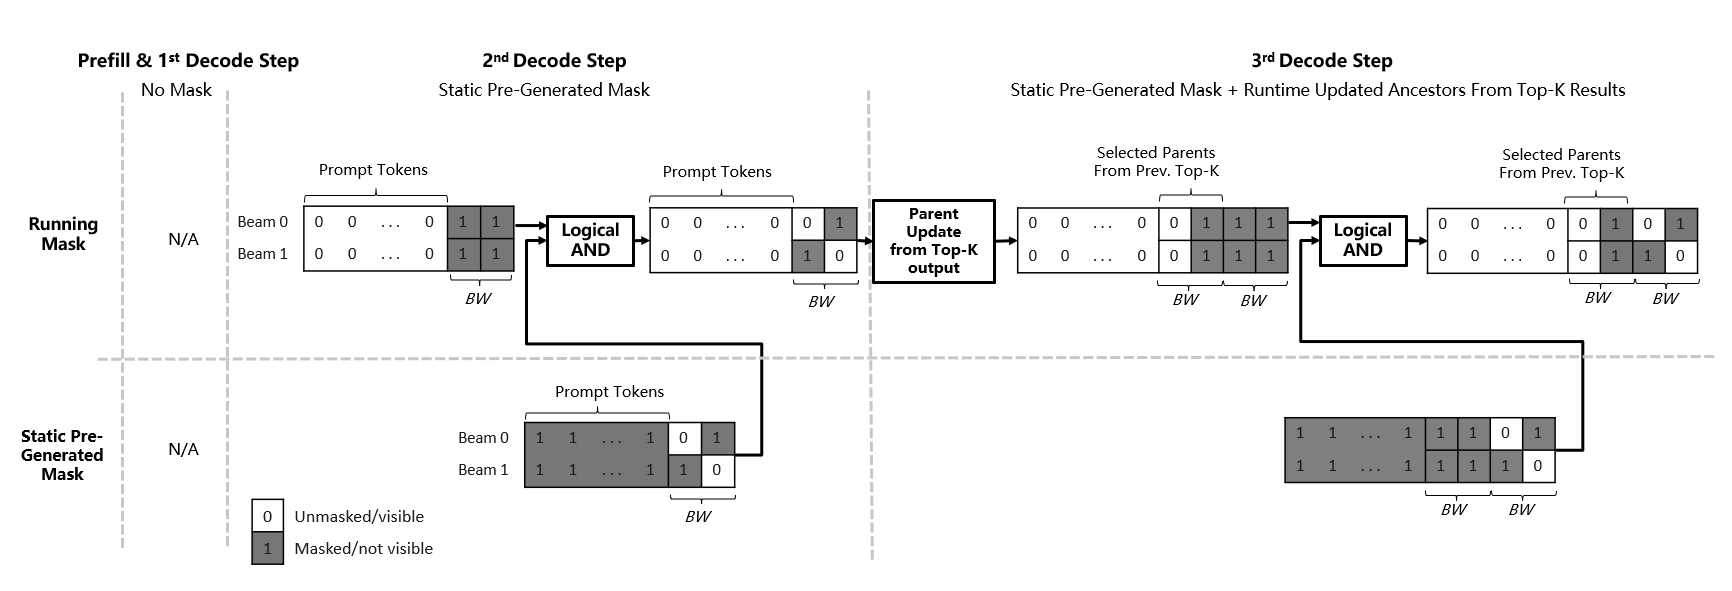 Prefill & 1st Decode Step
No Mask
2nd Decode Step
Static Pre-Generated Mask
3rd Decode Step
Static Pre-Generated Mask + Runtime Updated Ancestors From Top-K Results
Running
Mask
N/A
Prompt Tokens
Beam 0
0 0 ... 0 1 1
Beam 1
0 0 ... 0 1 1
BW
Logical
AND
Prompt Tokens
0 0 ... 0 0 1
0 0 ... 0 1 0
BW
Parent
Update
from Top-K
output
Selected Parents
From Prev. Top-K
0 0 ... 0 0 1 1 1
0 0 ... 0 0 1 1 1
BW BW
Logical
AND
Selected Parents
From Prev. Top-K
0 0 ... 0 0 1 0 1
0 0 ... 0 0 1 1 0
BW BW
Static Pre-
Generated
Mask
N/A
Prompt Tokens
Beam 0
1 1 ... 1 0 1
Beam 1
1 1 ... 1 1 0
BW
1 1 ... 1 1 1 0 1
1 1 ... 1 1 1 1 0
BW BW
0 Unmasked/visible
1 Masked/not visible